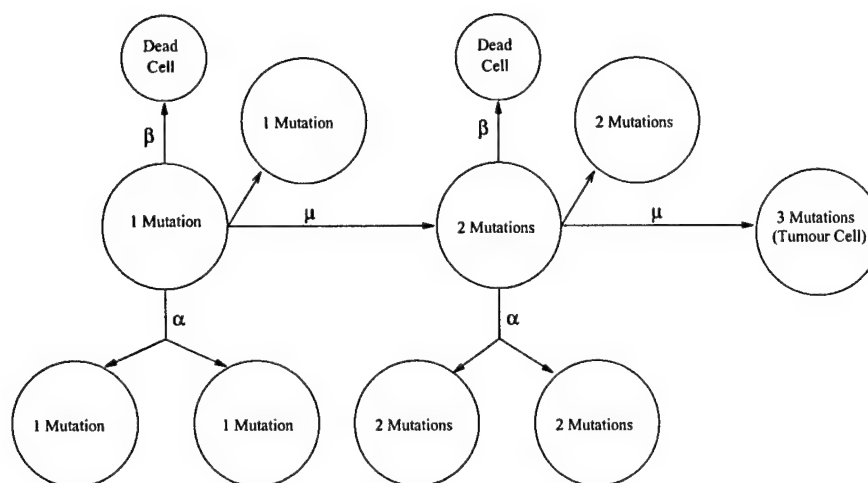 Dead
Cell
Dead
Cell
1 Mutation
2 Mutations
β
β
1 Mutation
μ
2 Mutations
μ
3 Mutations
(Tumour Cell)
α
α
1 Mutation
1 Mutation
2 Mutations
2 Mutations